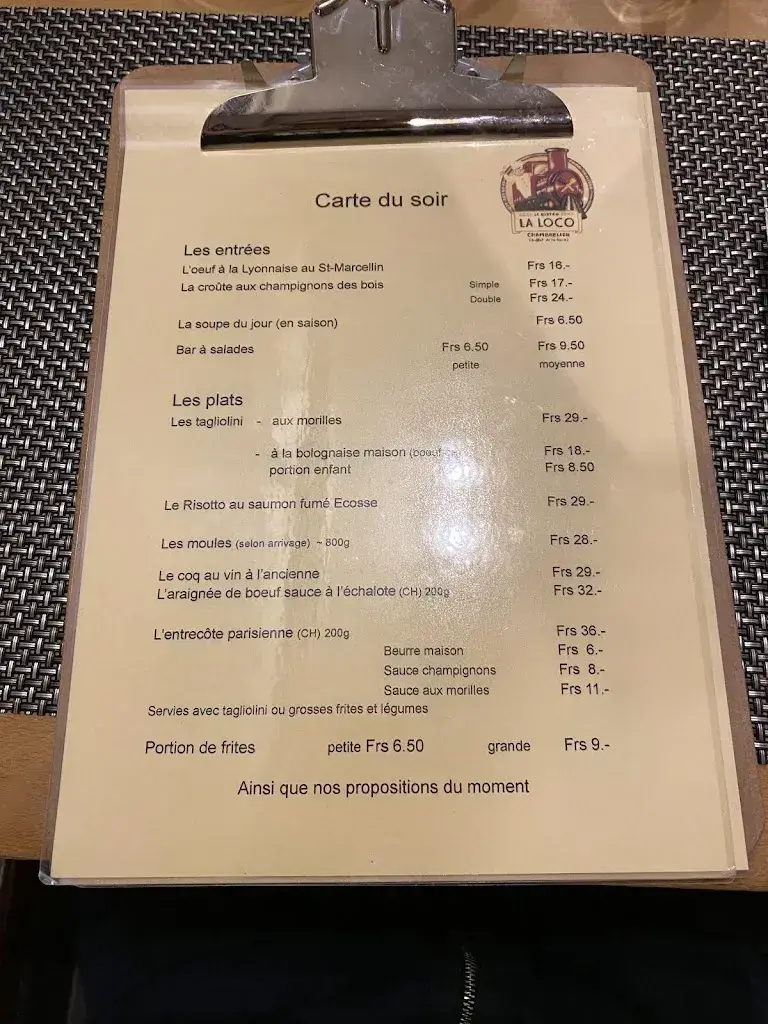 LE BISTRO
LA LOCO
CHAMBRELIEN
Carte du soir
Les entrées
L'oeuf à la Lyonnaise au St-Marcellin Frs 16.-
La croûte aux champignons des bois Simple Frs 17.-
Double Frs 24.-
La soupe du jour (en saison) Frs 6.50
Bar à salades Frs 6.50 Frs 9.50
petite moyenne
Les plats
Les tagliolini - aux morilles Frs 29.-
- à la bolognaise maison (boeuf Frs 18.-
portion enfant Frs 8.50
Le Risotto au saumon fumé Ecosse Frs 29.-
Les moules (selon arrivage) ~ 800g Frs 28.-
Le coq au vin à l'ancienne Frs 29.-
L'araignée de boeuf sauce à l'échalote (CH) 200g Frs 32.-
L'entrecôte parisienne (CH) 200g Frs 36.-
Beurre maison Frs 6.-
Sauce champignons Frs 8.-
Sauce aux morilles Frs 11.-
Servies avec tagliolini ou grosses frites et légumes
Portion de frites petite Frs 6.50 grande Frs 9.-
Ainsi que nos propositions du moment